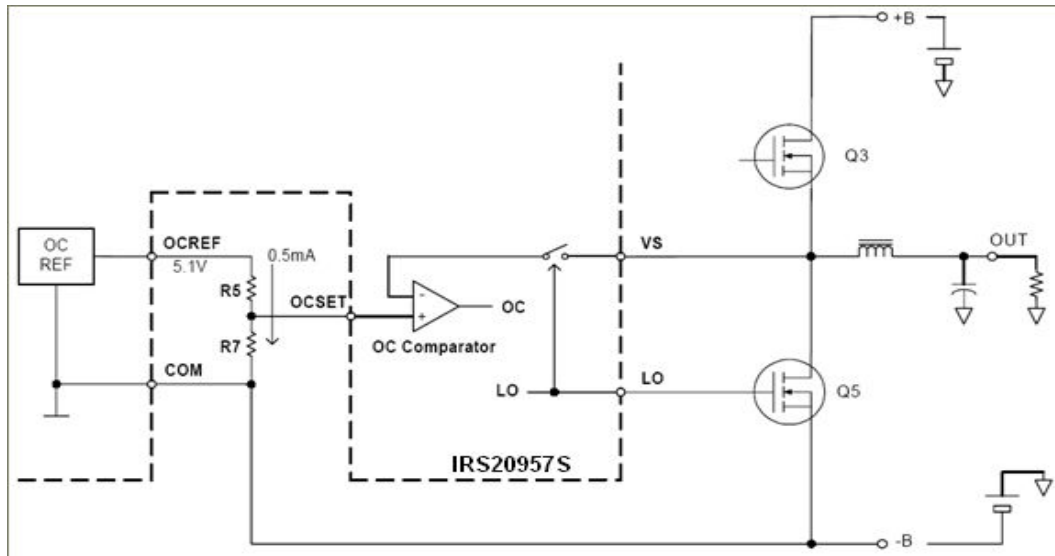 +B
Q3
OC
REF
OCREF
5.1V
0.5mA
VS
OUT
R5
OCSET
-
+
OC
OC Comparator
R7
COM
LO
LO
Q5
IRS20957S
-B